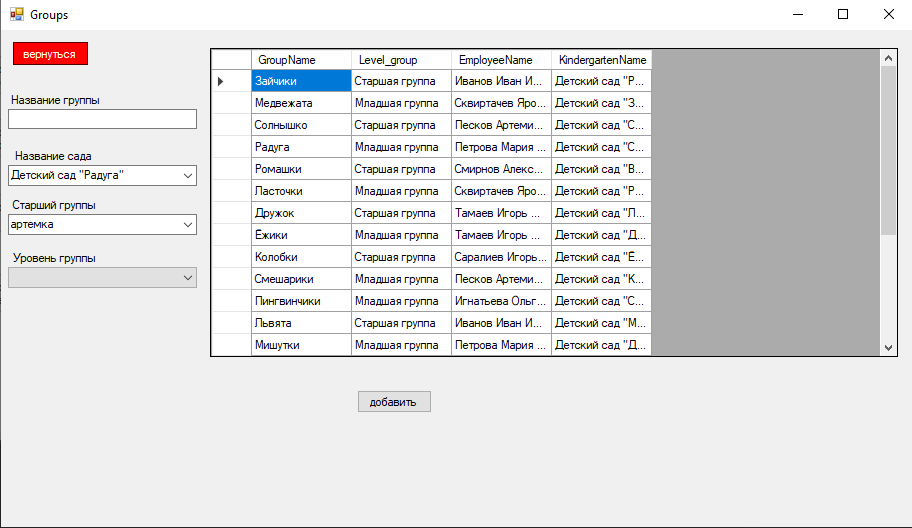 Groups
вернуться
Название группы
Название сада
Детский сад "Радуга"
Старший группы
артемка
Уровень группы
GroupName Level_group EmployeeName KindergartenName
Зайчики Старшая группа Иванов Иван И... Детский сад "Р...
Медвежата Младшая группа Сквиртачев Яро... Детский сад "З...
Солнышко Старшая группа Песков Артеми... Детский сад "С...
Радуга Младшая группа Петрова Мария ... Детский сад "С...
Ромашки Старшая группа Смирнов Алекс... Детский сад "В...
Ласточки Младшая группа Сквиртачев Яро... Детский сад "Р...
Дружок Старшая группа Тамаев Игорь ... Детский сад "Л...
Ёжики Младшая группа Тамаев Игорь ... Детский сад "Д...
Колобки Старшая группа Саралиев Игорь... Детский сад "Ё...
Смешарики Младшая группа Песков Артеми... Детский сад "К...
Пингвинчики Младшая группа Игнатьева Ольг... Детский сад "С...
Львята Старшая группа Иванов Иван И... Детский сад "М...
Мишутки Младшая группа Петрова Мария ... Детский сад "Д...
добавить